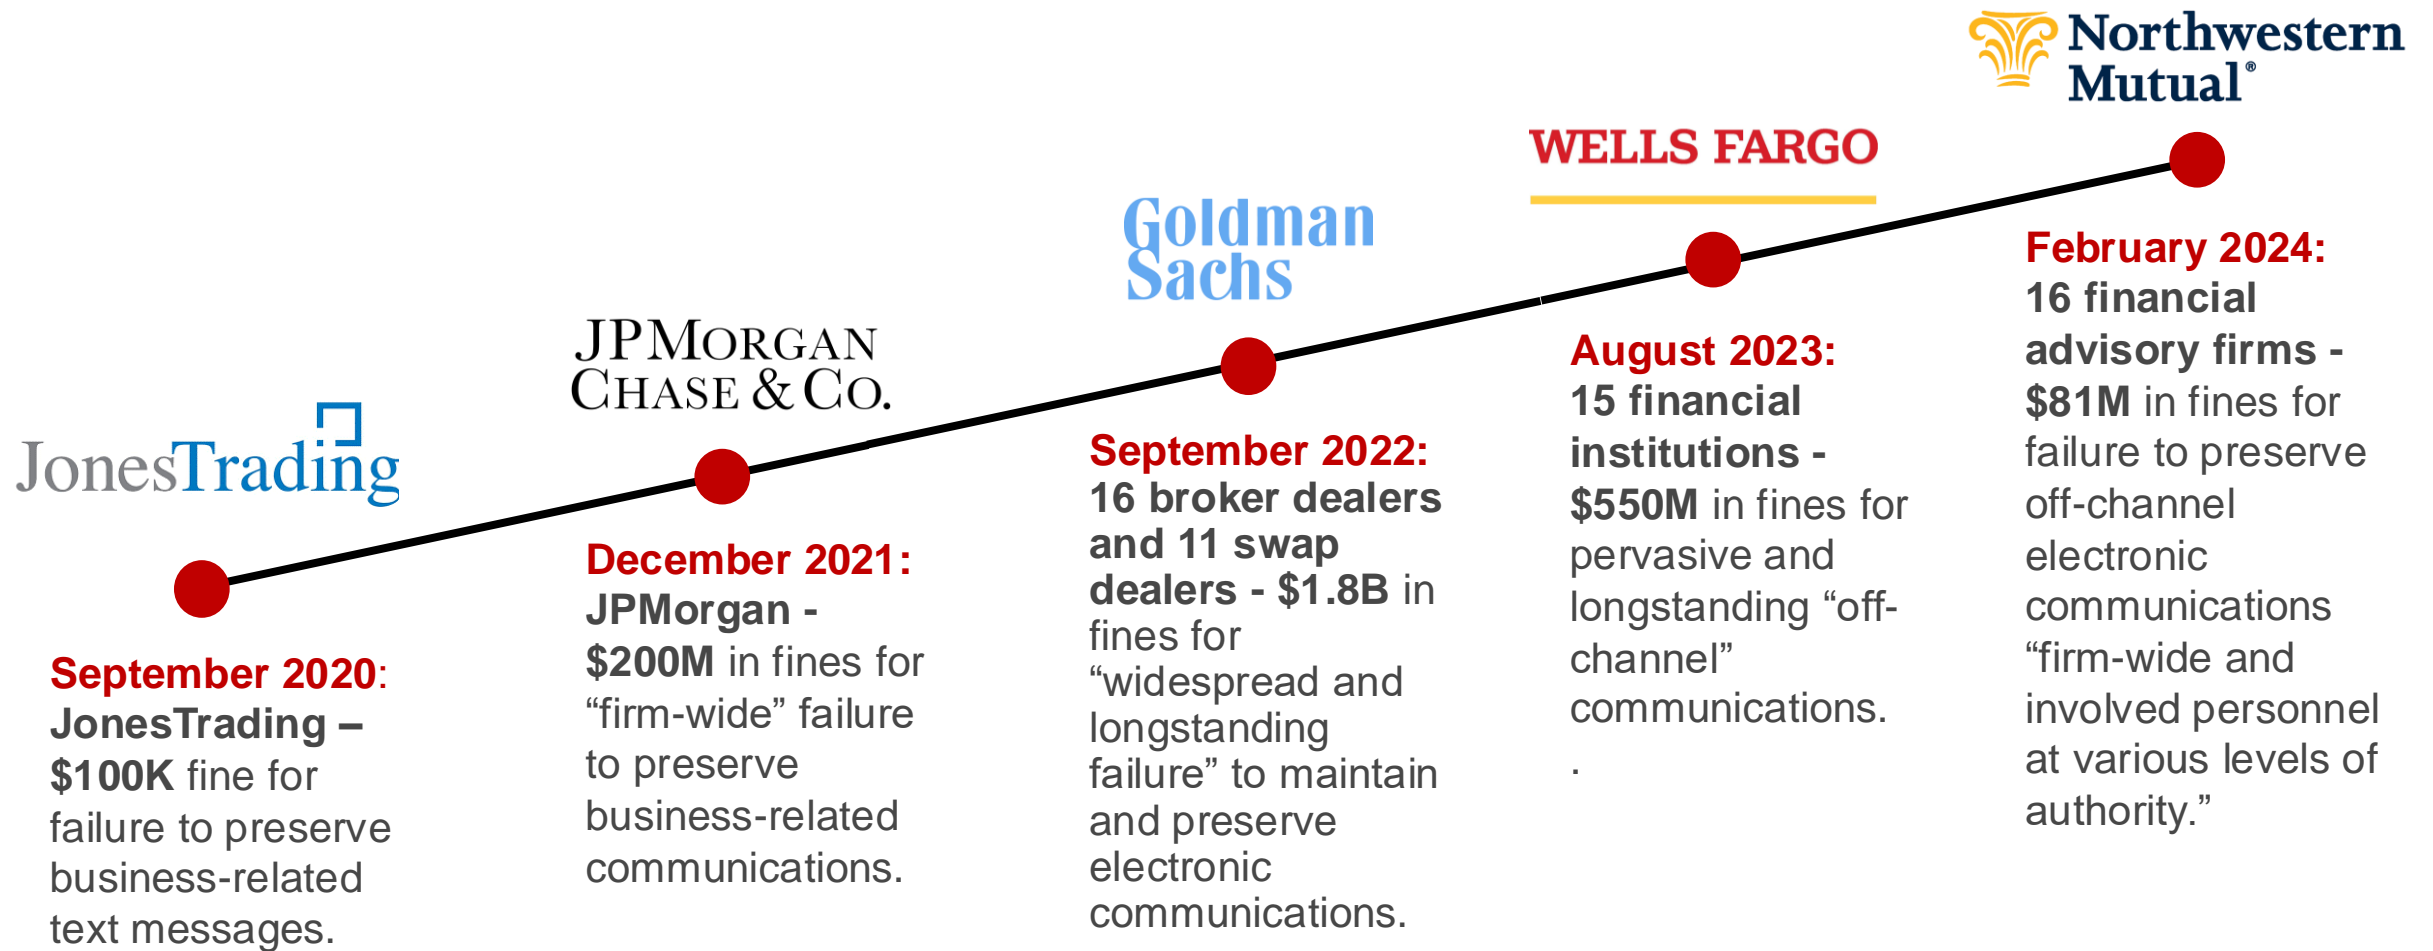 JonesTrading
September 2020:
JonesTrading –
$100K fine for
failure to preserve
business-related
text messages.
JPMORGAN
CHASE & CO.
December 2021:
JPMorgan -
$200M in fines for
“firm-wide” failure
to preserve
business-related
communications.
Goldman
Sachs
September 2022:
16 broker dealers
and 11 swap
dealers - $1.8B in
fines for
“widespread and
longstanding
failure” to maintain
and preserve
electronic
communications.
WELLS FARGO
August 2023:
15 financial
institutions -
$550M in fines for
pervasive and
longstanding “off-
channel”
communications.
.
Northwestern
Mutual®
February 2024:
16 financial
advisory firms -
$81M in fines for
failure to preserve
off-channel
electronic
communications
“firm-wide and
involved personnel
at various levels of
authority.”